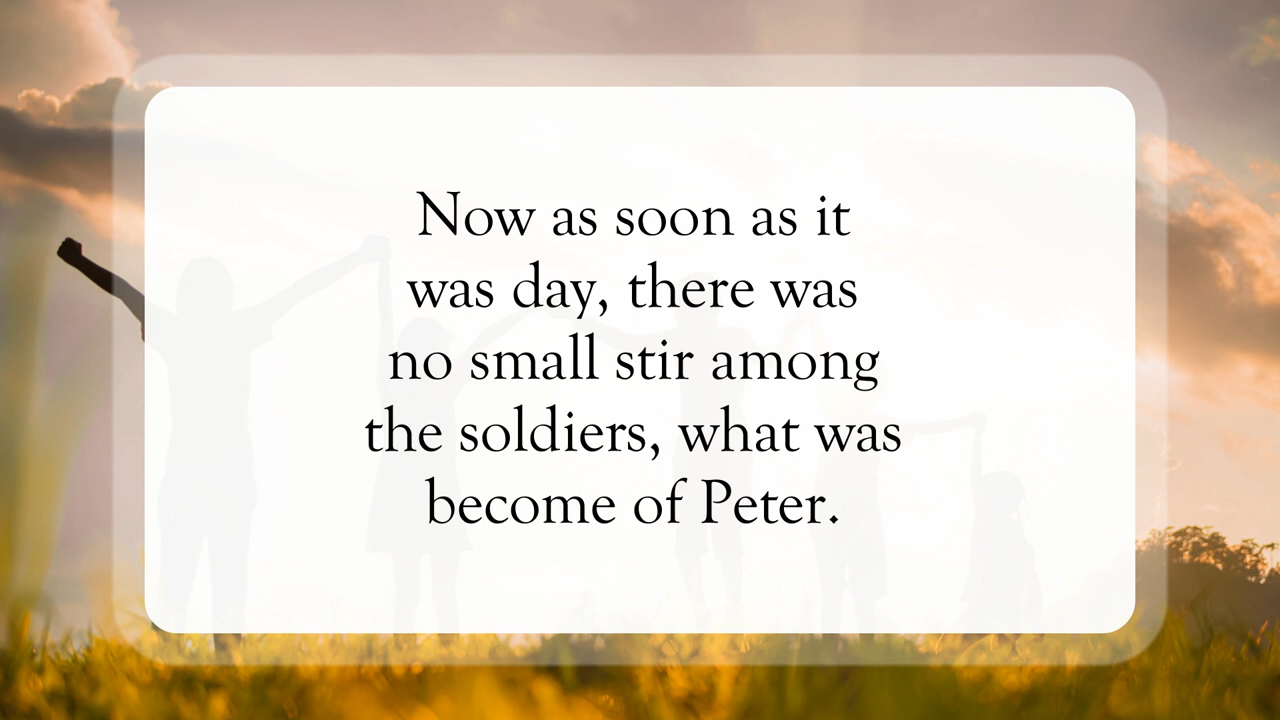 Now as soon as it
was day, there was
no small stir among
the soldiers, what was
become of Peter.